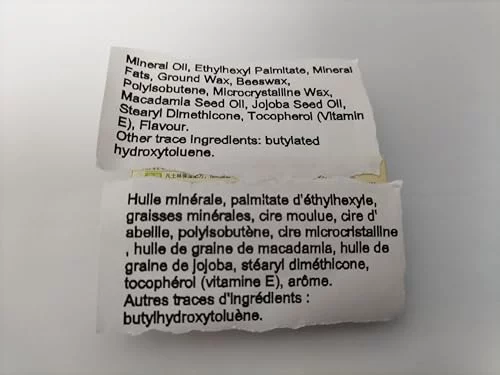 Mineral Oil, Ethylhexyl Palmitate, Mineral
Fats, Ground Wax, Beeswax,
Polyisobutene, Microcrystalline Wax,
Macadamia Seed Oil, Jojoba Seed Oil,
Stearyl Dimethicone, Tocopherol (Vitamin
E), Flavour.
Other trace ingredients: butylated
hydroxytoluene.
Huile minérale, palmitate d'éthylhexyle,
graisses minérales, cire moulue, cire d'
abeille, polyisobutène, cire microcristalline
, huile de graine de macadamia, huile de
graine de jojoba, stéaryl diméthicone,
tocophérol (vitamine E), arôme.
Autres traces d'ingrédients :
butylhydroxytoluène.